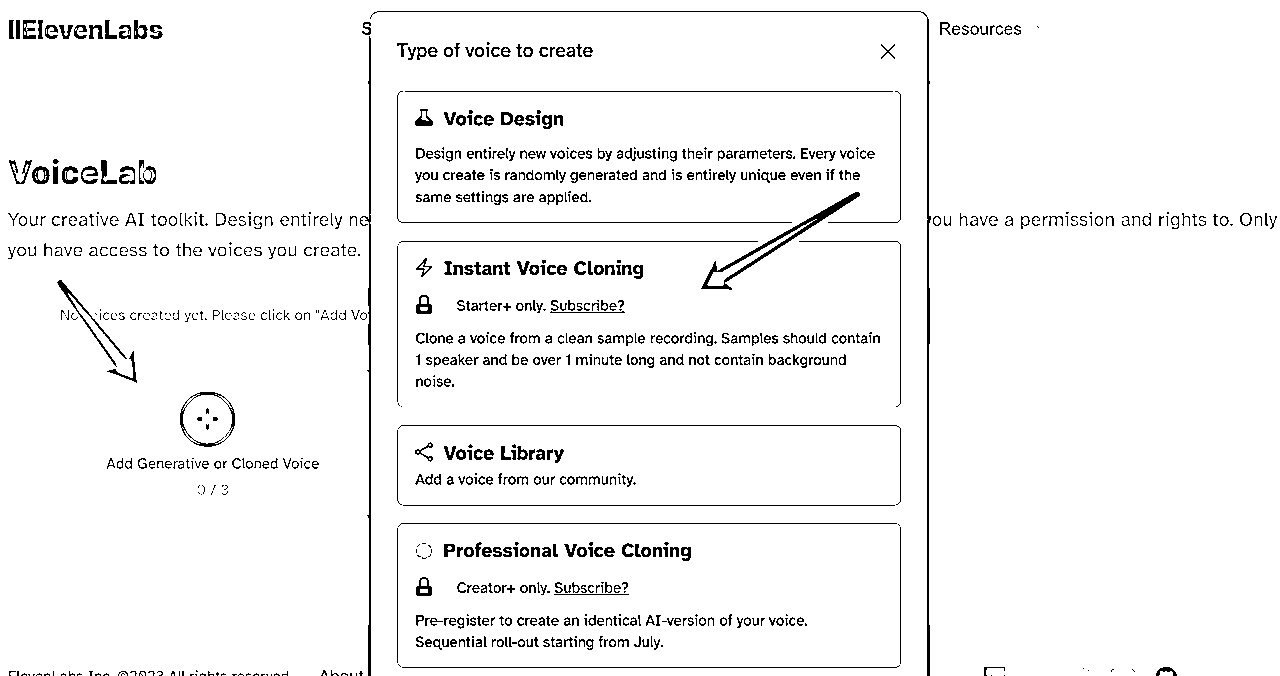 IIElevenLabs
Resources
Type of voice to create
Voice Design
Design entirely new voices by adjusting their parameters. Every voice
you create is randomly generated and is entirely unique even if the
same settings are applied.
VoiceLab
Your creative AI toolkit. Design entirely
you have a permission and rights to. Only
you have access to the voices you create.
Instant Voice Cloning
Starter+ only. Subscribe?
Clone a voice from a clean sample recording. Samples should contain
1 speaker and be over 1 minute long and not contain background
noise.
created yet. Please click on "Add
Add Generative or Cloned Voice
0 / 3
Voice Library
Add a voice from our community.
Professional Voice Cloning
Creator+ only. Subscribe?
Pre-register to create an identical AI-version of your voice.
Sequential roll-out starting from July.
ElevenLabs Inc. ©2023 All rights reserved
About